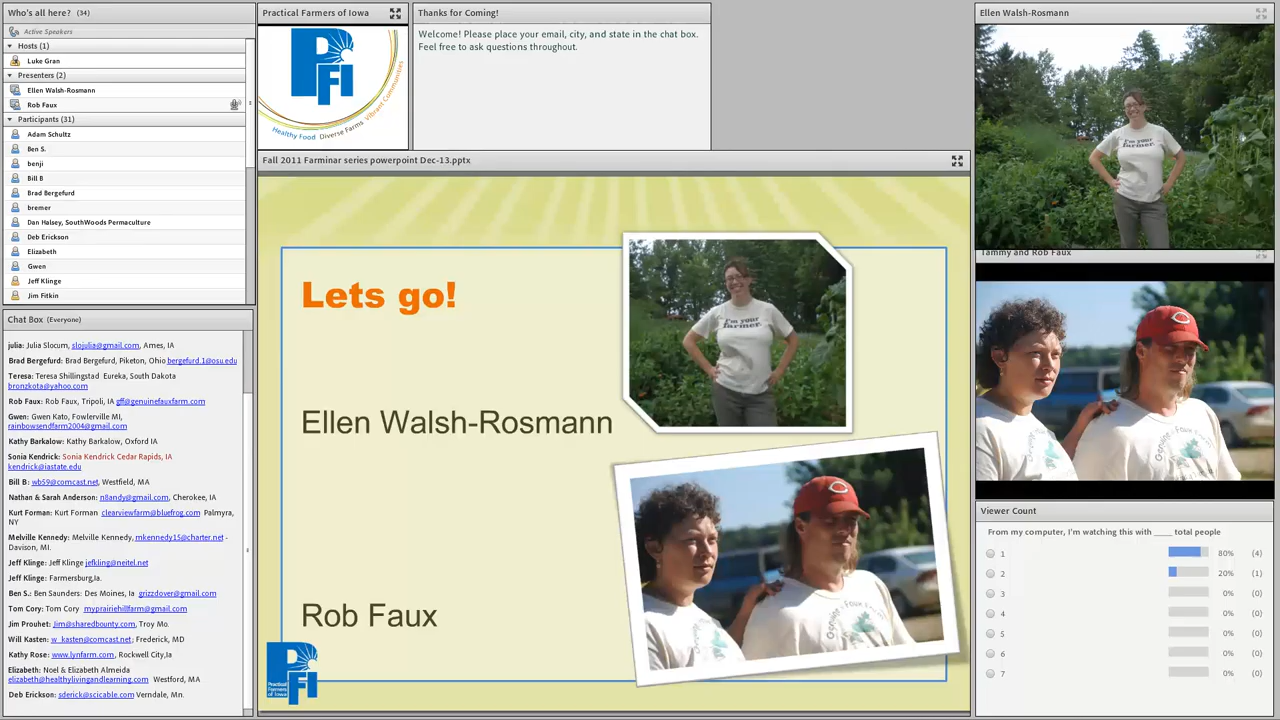 Who's all here? (34)
Active Speakers
Hosts (1)
Luke Gran
Presenters (2)
Ellen Walsh-Rosmann
Rob Faux
Participants (31)
Adam Schultz
Ben S.
benji
Bill B
Brad Bergefurd
bremer
Dan Halsey, SouthWoods Permaculture
Deb Erickson
Elizabeth
Gwen
Jeff Klinge
Jim Fitkin
Chat Box (Everyone)
julia: Julia Slocum, slojulia@gmail.com, Ames, IA
Brad Bergefurd: Brad Bergefurd, Piketon, Ohio bergefurd.1@osu.edu
Teresa: Teresa Shillingstad Eureka, South Dakota
bronzkota@yahoo.com
Rob Faux: Rob Faux, Tripoli, IA gff@genuinefauxfarm.com
Gwen: Gwen Kato, Fowlerville MI,
rainbowsendfarm2004@gmail.com
Kathy Barkalow: Kathy Barkalow, Oxford IA
Sonia Kendrick: Sonia Kendrick Cedar Rapids, IA
kendrick@iastate.edu
Bill B: wb59@comcast.net, Westfield, MA
Nathan & Sarah Anderson: n8andy@gmail.com, Cherokee, IA
Kurt Forman: Kurt Forman clearviewfarm@bluefrog.com Palmyra,
NY
Melville Kennedy: Melville Kennedy, mkennedy15@charter.net -
Davison, MI.
Jeff Klinge: Jeff Klinge jefkling@neitel.net
Jeff Klinge: Farmersburg,Ia.
Ben S.: Ben Saunders: Des Moines, Ia grizzdover@gmail.com
Tom Cory: Tom Cory myprairiehillfarm@gmail.com
Jim Prouhet: Jim@sharedbounty.com, Troy Mo.
Will Kasten: w_kasten@comcast.net; Frederick, MD
Kathy Rose: www.lynfarm.com, Rockwell City,Ia
Elizabeth: Noel & Elizabeth Almeida
elizabeth@healthylivingandlearning.com Westford, MA
Deb Erickson: sderick@scicable.com Verndale, Mn.
Practical Farmers of Iowa
PFI
Healthy Food Diverse Farms Vibrant Communities
Thanks for Coming!
Welcome! Please place your email, city, and state in the chat box.
Feel free to ask questions throughout.
Fall 2011 Farminar series powerpoint Dec-13.pptx
Lets go!
I'm your
farmer.
Ellen Walsh-Rosmann
Rob Faux
PFI
Practical
Farmers
of Iowa
Ellen Walsh-Rosmann
I'm your
farmer.
Tammy and Rob Faux
Viewer Count
From my computer, I'm watching this with ____ total people
1 80% (4)
2 20% (1)
3 0% (0)
4 0% (0)
5 0% (0)
6 0% (0)
7 0% (0)